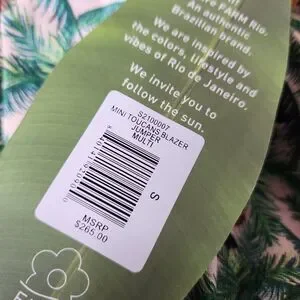 FARM Rio.
An authentic
Brazilian brand.
We are inspired by
the colors, lifestyle and
vibes of Rio de Janeiro.
We invite you to
follow the sun.
S2100007
MINI TOUCANS BLAZER
JUMPER
MULTI
S
MSRP
$265.00